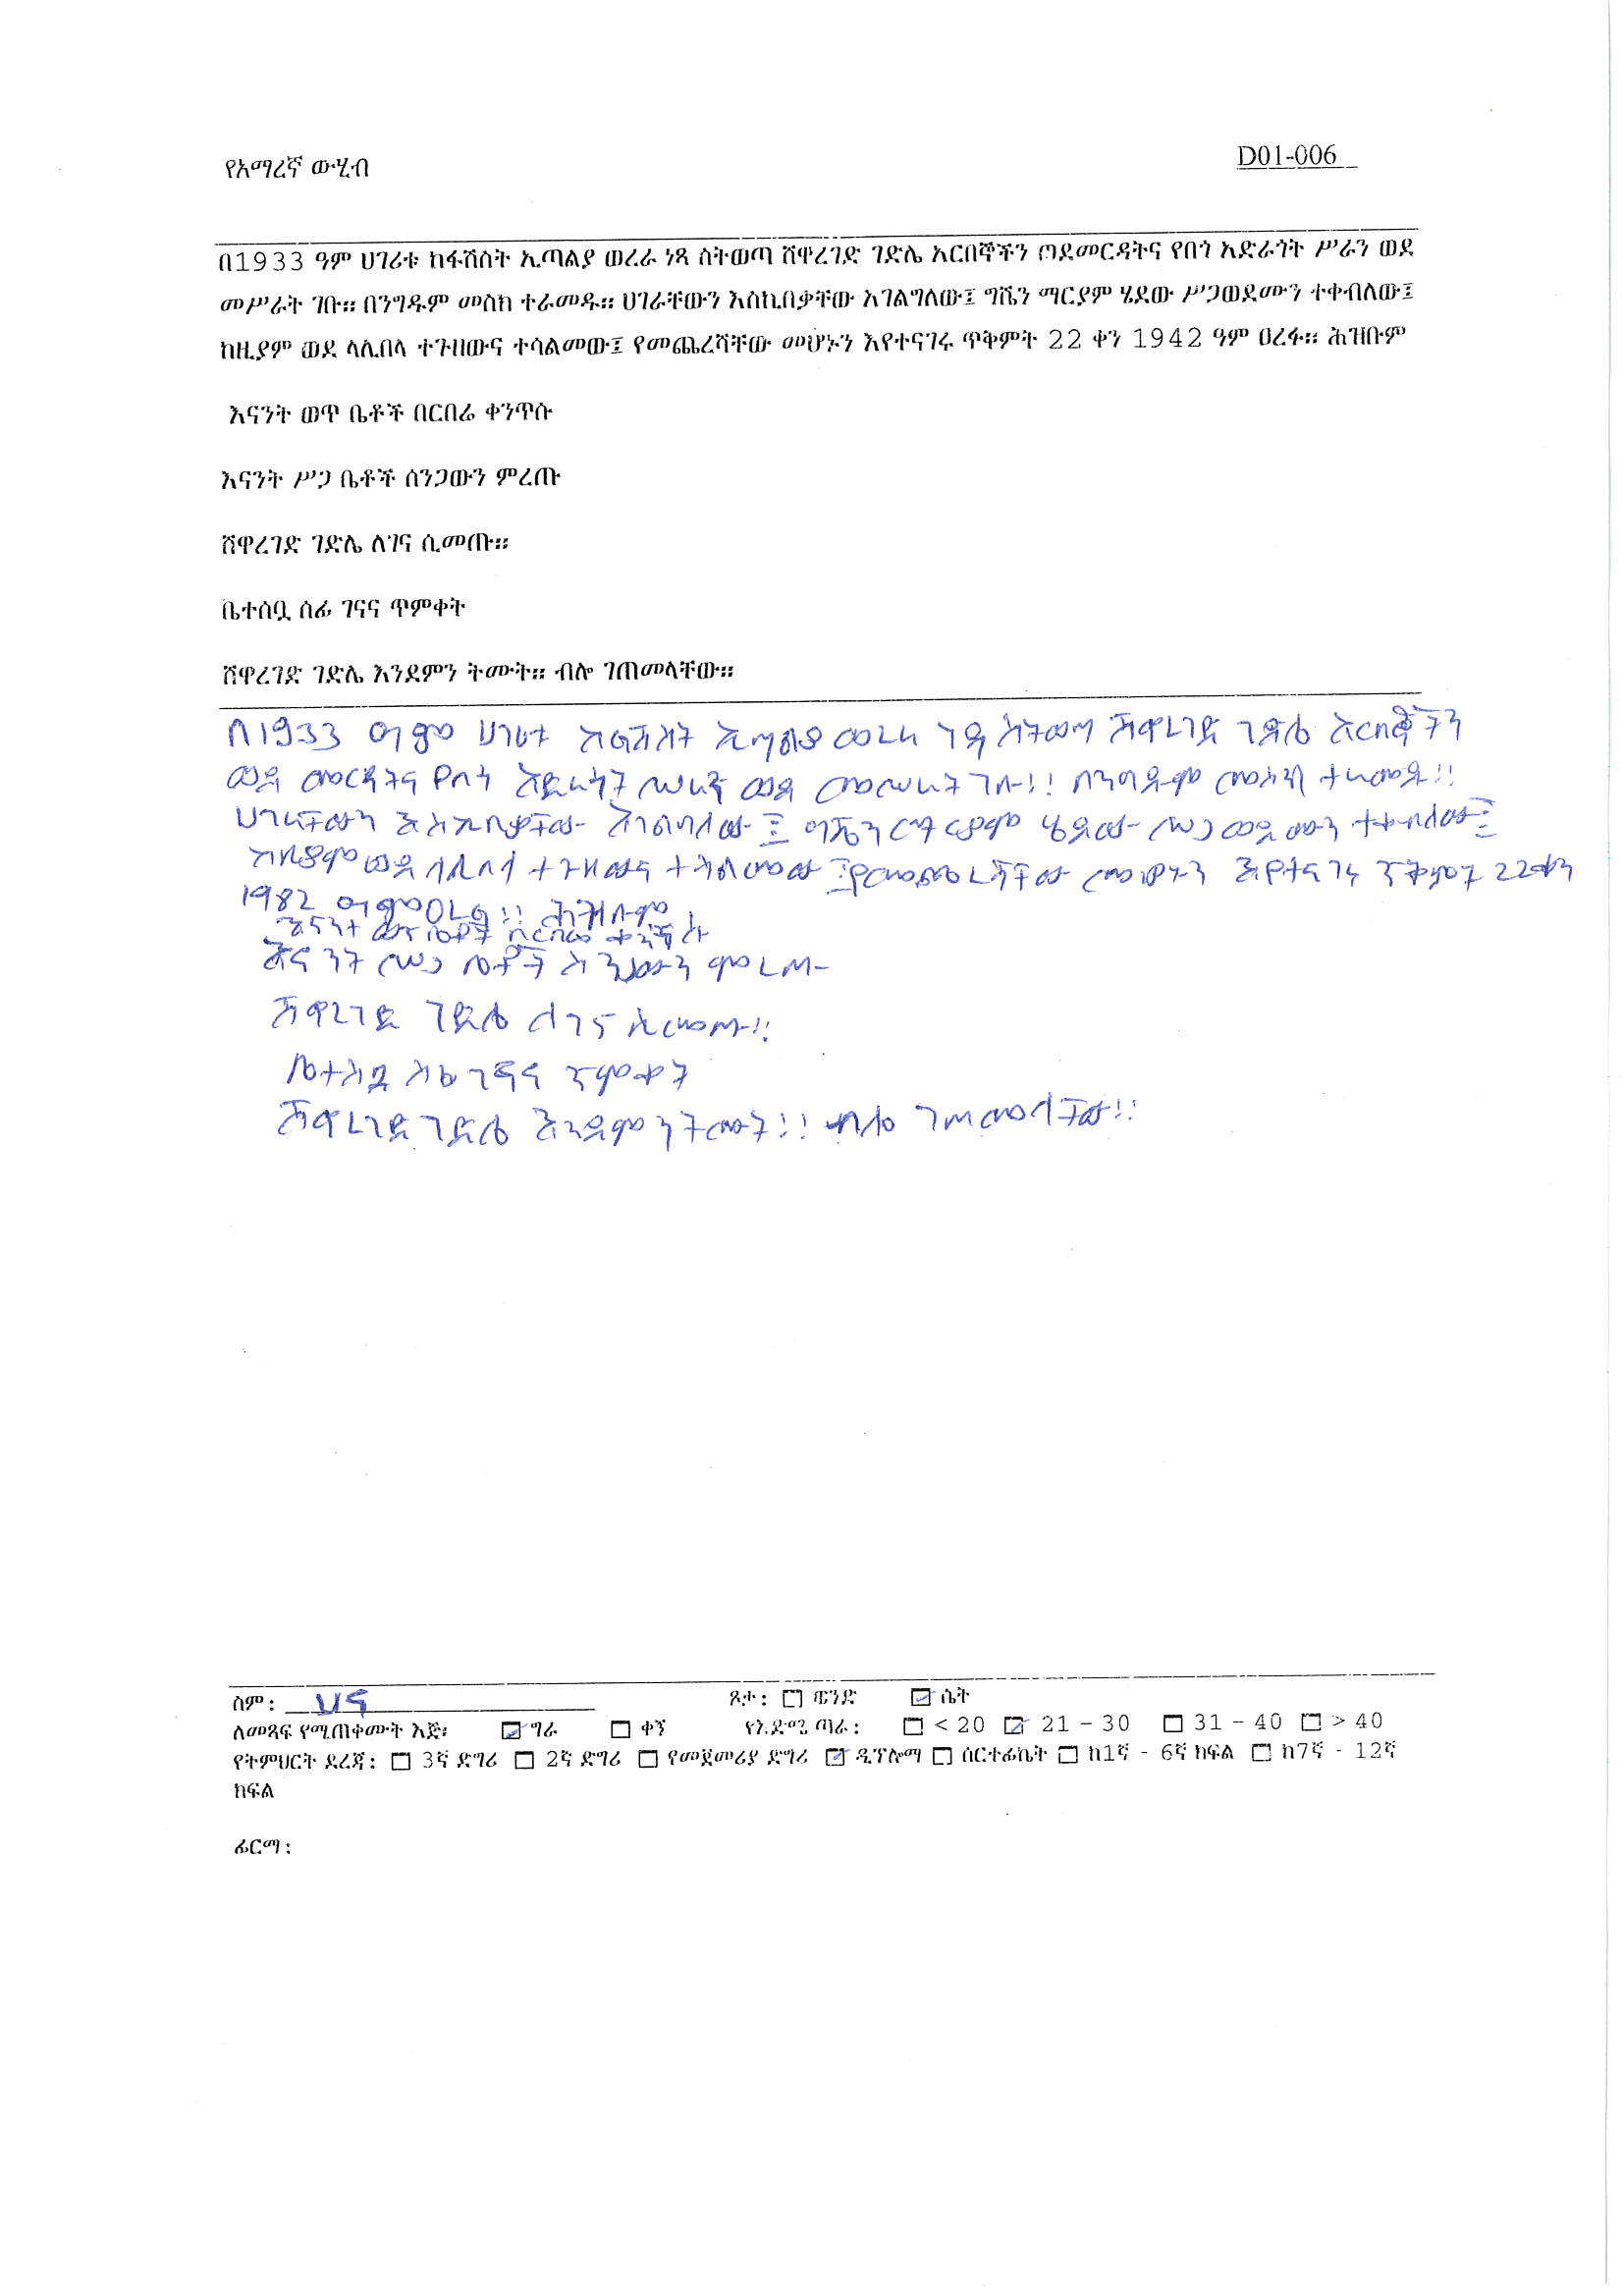 የአማረኛ ውሂብ
D01-006
በ1933 ዓም ሀገሪቱ ከፋሽስት ኢጣልያ ወረራ ነጻ ስትወጣ ሸዋረገድ ገድሌ አርበኞችን ወደመርዳትና የበጎ አድራጎት ሥራን ወደ
መሥራት ገቡ፡፡ በንግዱም መስክ ተራመዱ፡፡ ሀገራቸውን እስኪበቃቸው አገልግለው፤ ግሼን ማርያም ሄደው ሥጋወደሙን ተቀብለው፤
ከዚያም ወደ ላሊበላ ተጉዘውና ተሳልመው፤ የመጨረሻቸው መሆኑን እየተናገሩ ጥቅምት 22 ቀን 1942 ዓም ዐረፉ፡፡ ሕዝቡም
እናንት ወጥ ቤቶች በርበሬ ቀንጥሱ
እናንት ሥጋ ቤቶች ሰንጋውን ምረጡ
ሸዋረገድ ገድሌ ለገና ሲመጡ፡፡
ቤተሰቧ ሰፊ ገናና ጥምቀት
ሸዋረገድ ገድሌ እንደምን ትሙት፡፡ ብሎ ገጠመላቸው፡፡
በ1933 ዓም ሀገሪቱ ከፋሽስት ኢጣልያ ወረራ ነጻ ስትወጣ ሸዋረገድ ገድሌ አርበኞችን
ወደ መርዳትና የበጎ አድራጎት ሥራን ወደ መሥራት ገቡ፡፡ በንግዱም መስክ ተራመዱ፡፡
ሀገራቸውን እስኪበቃቸው አገልግለው፤ ግሼን ማርያም ሄደው ሥጋ ወደ ሙን ተቀብለው፤
ከዚያም ወደ ላሊበላ ተጉዘውና ተሳልመው ፤የመጨረሻቸው መሆኑን እየተናገሩ ጥቅምት 22 ቀን
1982 ዓም ዐረፉ፡፡ ሕዝቡም
እናንተ ወጥ ቤቶች በርበሬ ቀንጥሱ
እናንት ሥጋ ቤቶች ሰንጋውን ምረጡ
ሸዋረገድ ገድሌ ለገና ሲመጡ፡፡
ቤተሰቧ ሰፊ ገናና ጥምቀት
ሸዋረገድ ገድሌ እንደምን ትሙት፡፡ ብሎ ገጠመላቸው፡፡
ስም: ሀና ጾታ: ወንድ ሴት
ለመጻፍ የሚጠቀሙት እጅ፡ ግራ ቀኝ የእድሜ ጣራ: < 20 21 – 30 31 – 40 > 40
የትምህርት ደረጃ: 3ኛ ድግሪ 2ኛ ድግሪ የመጀመሪያ ድግሪ ዲፕሎማ ሰርተፊኬት ከ1ኛ - 6ኛ ክፍል ከ7ኛ - 12ኛ
ክፍል
ፊርማ: